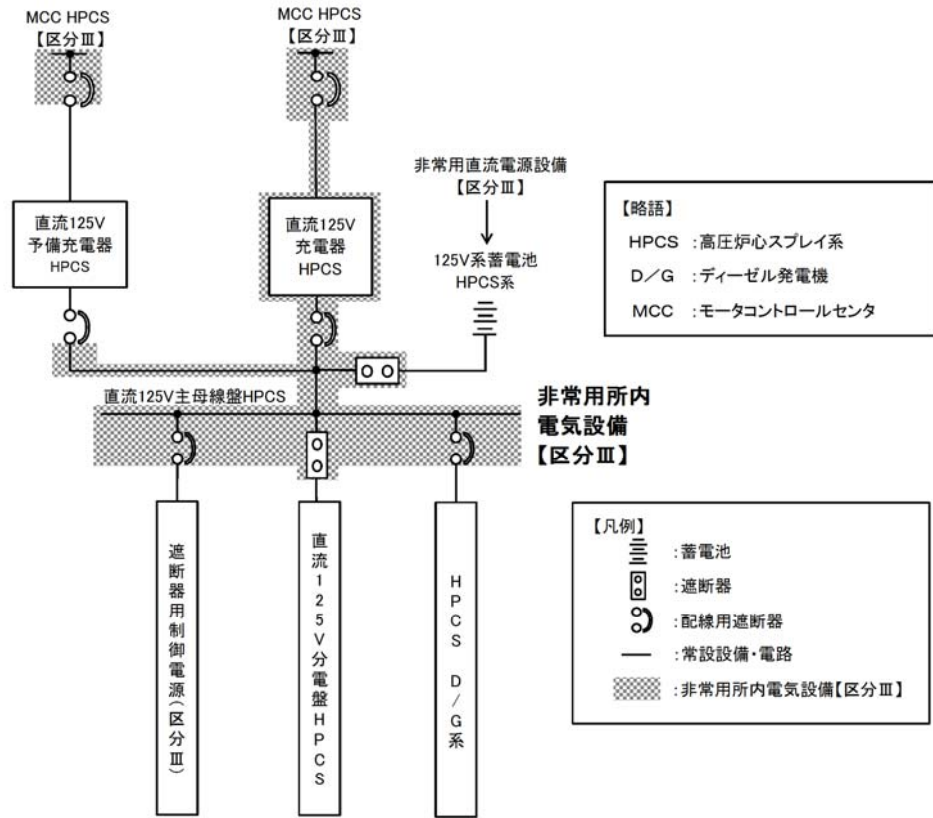 MCC HPCS
【区分Ⅲ】
MCC HPCS
【区分Ⅲ】
非常用直流電源設備
【区分Ⅲ】
直流125V
予備充電器
HPCS
直流125V
充電器
HPCS
125V系蓄電池
HPCS系
【略語】
HPCS :高圧炉心スプレイ系
D/G :ディーゼル発電機
MCC :モータコントロールセンタ
直流125V主母線盤HPCS
非常用所内
電気設備
【区分Ⅲ】
遮断器用制御電源(区分Ⅲ)
直流125V分電盤HPCS
HPCS D/G系
【凡例】
:蓄電池
:遮断器
:配線用遮断器
:常設設備・電路
:非常用所内電気設備【区分Ⅲ】